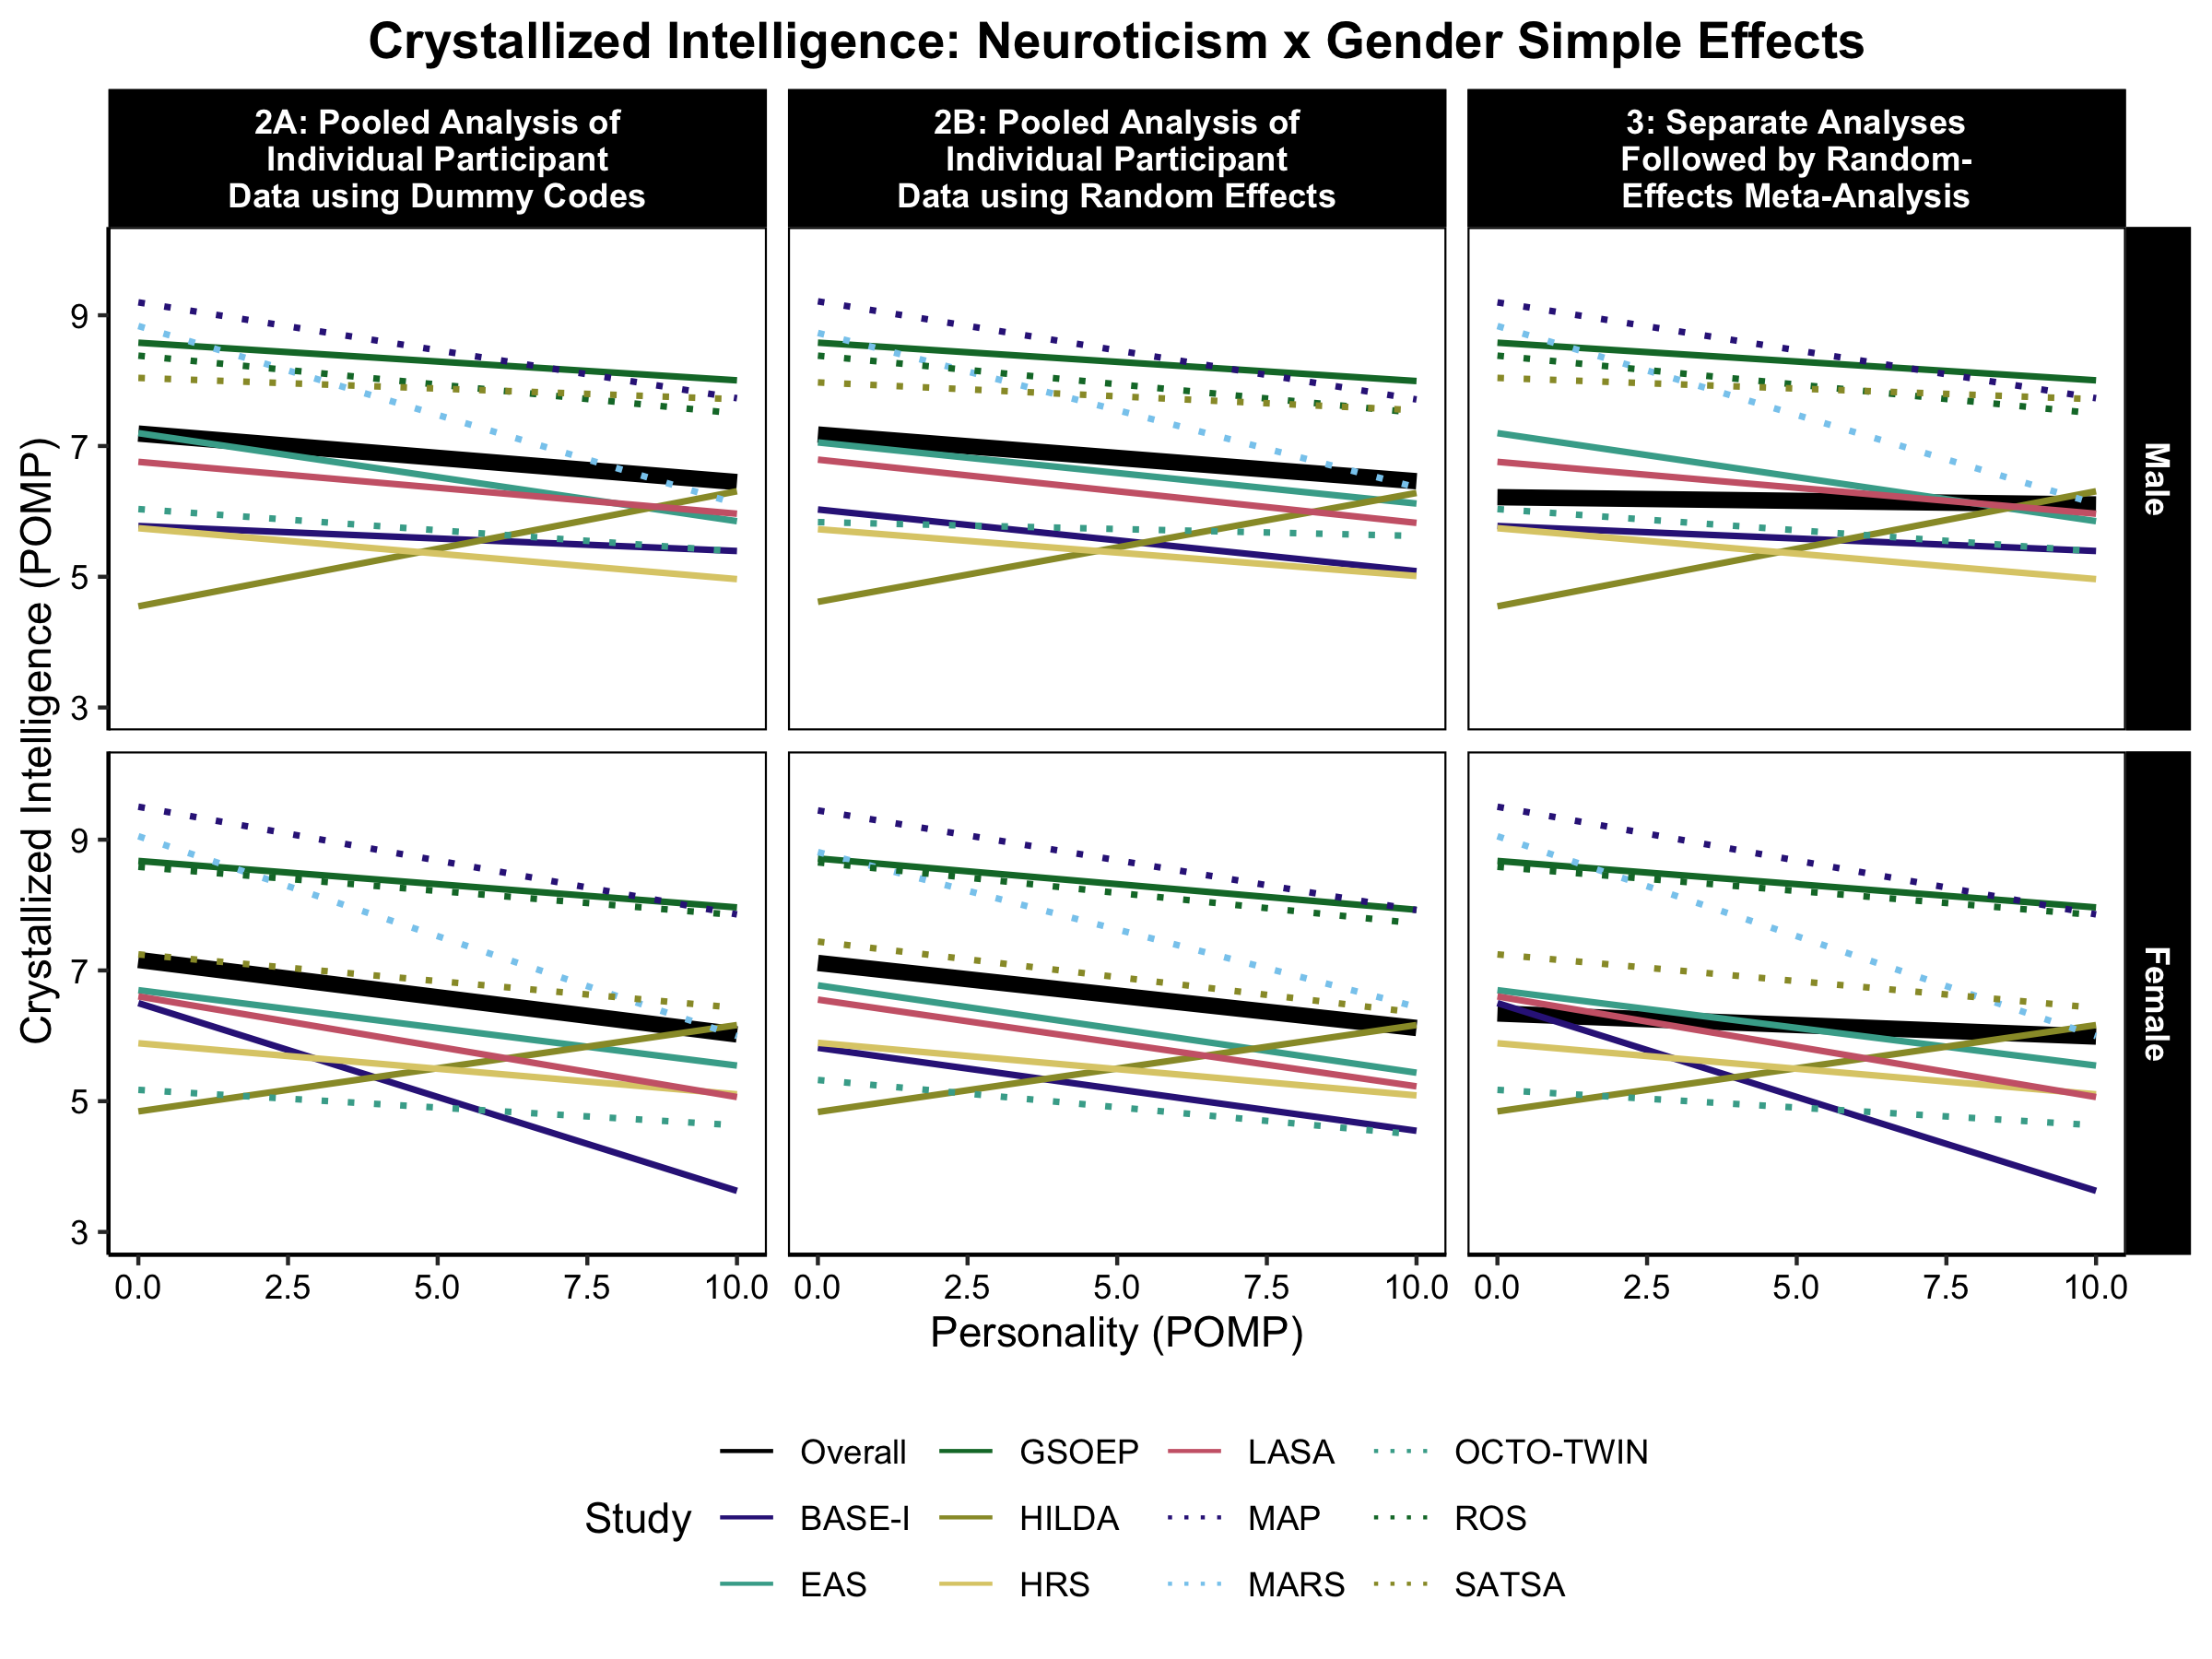 Crystallized Intelligence: Neuroticism x Gender Simple Effects
2A: Pooled Analysis of
Individual Participant
Data using Dummy Codes
2B: Pooled Analysis of
Individual Participant
Data using Random Effects
3: Separate Analyses
Followed by Random-
Effects Meta-Analysis
Crystallized Intelligence (POMP)
9
7
5
3
Male
9
7
5
3
Female
0.0 2.5 5.0 7.5 10.0
0.0 2.5 5.0 7.5 10.0
0.0 2.5 5.0 7.5 10.0
Personality (POMP)
Study
Overall GSOEP LASA OCTO-TWIN
BASE-I HILDA MAP ROS
EAS HRS MARS SATSA